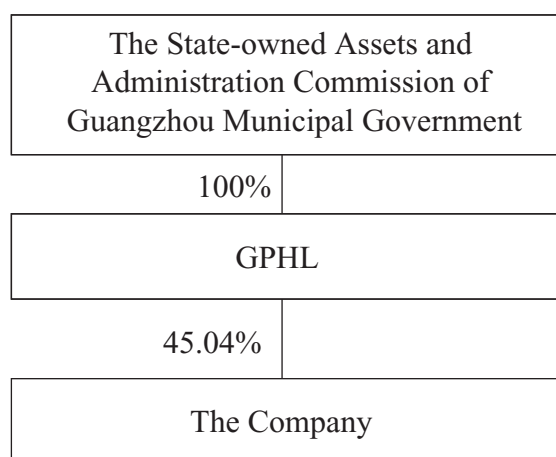 The State-owned Assets and
Administration Commission of
Guangzhou Municipal Government
100%
GPHL
45.04%
The Company